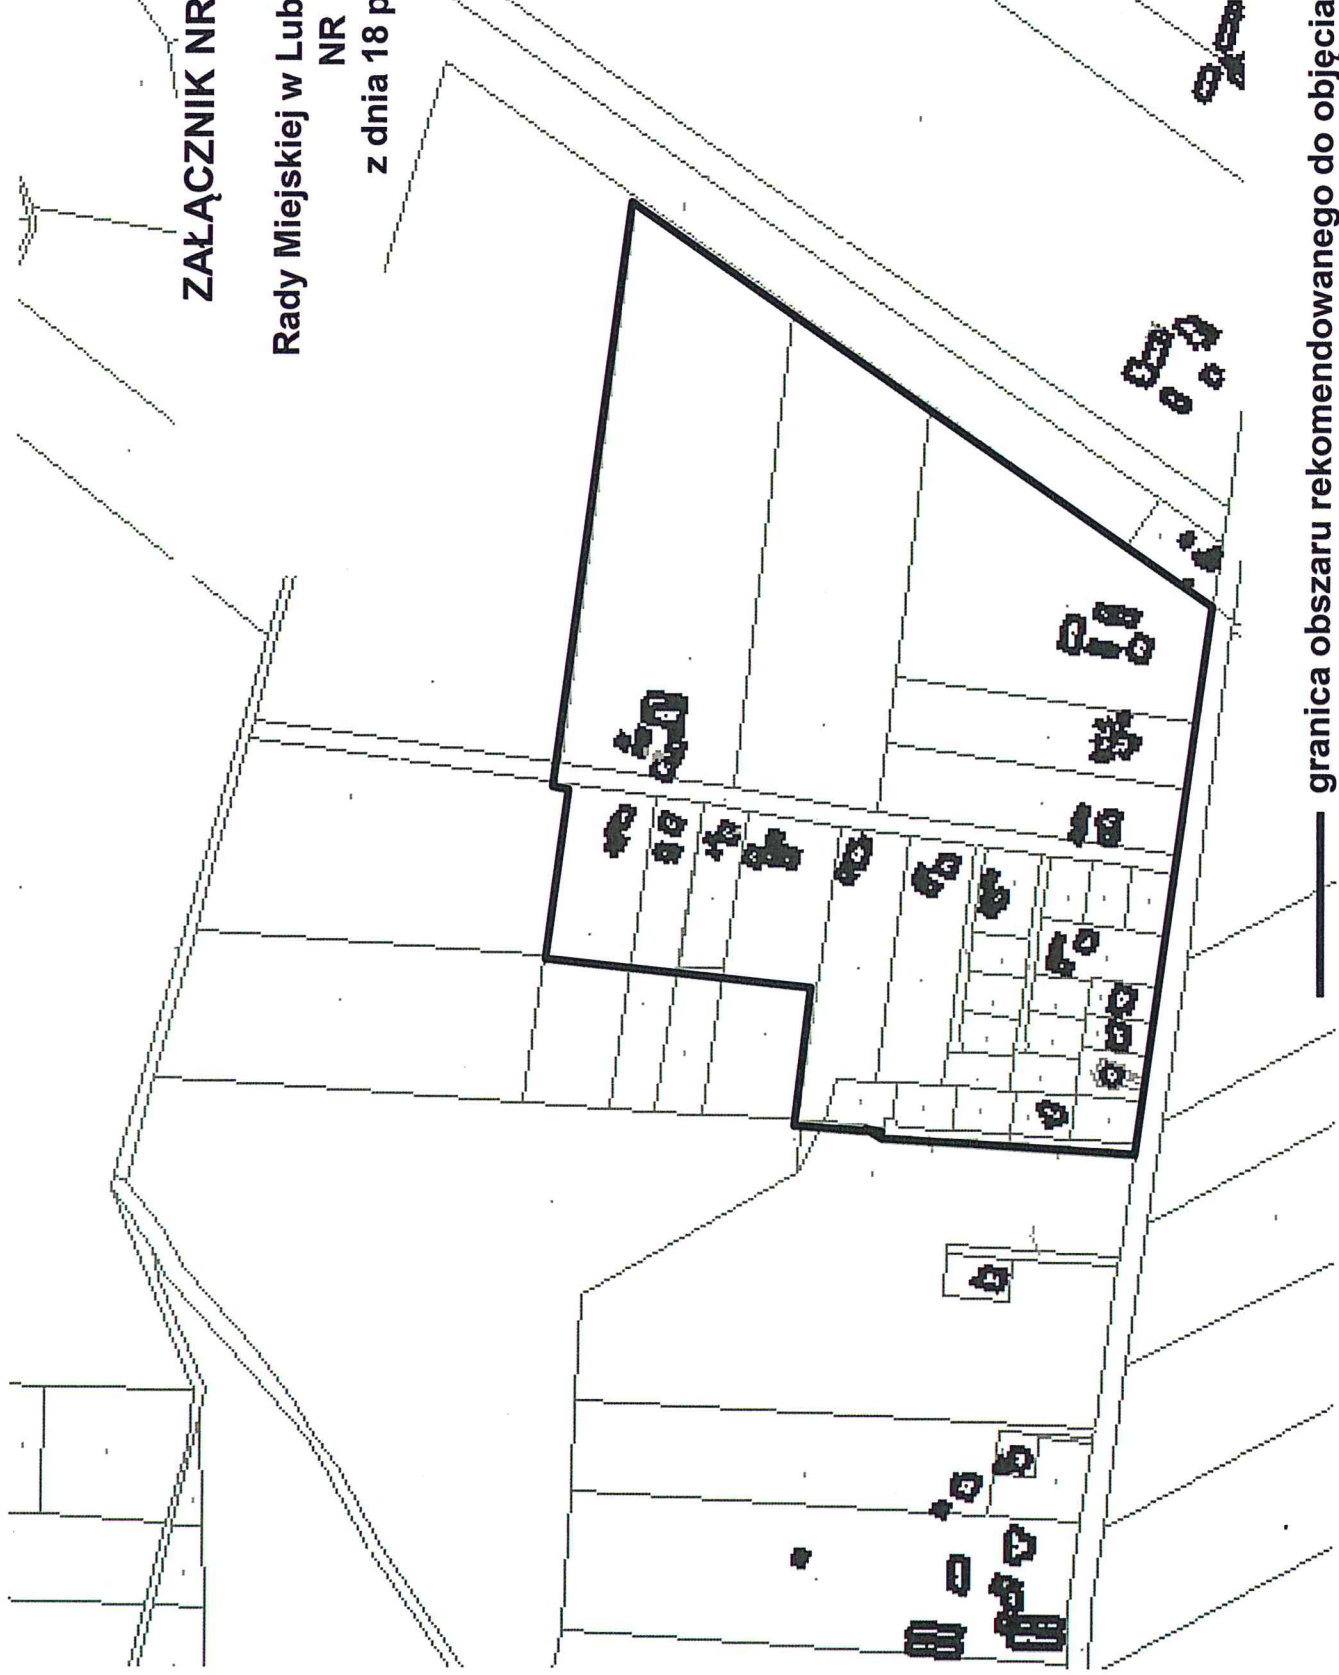 ZAŁĄCZNIK NR
Rady Miejskiej w Lub
NR
z dnia 18 p
granica obszaru rekomendowanego do objęcia